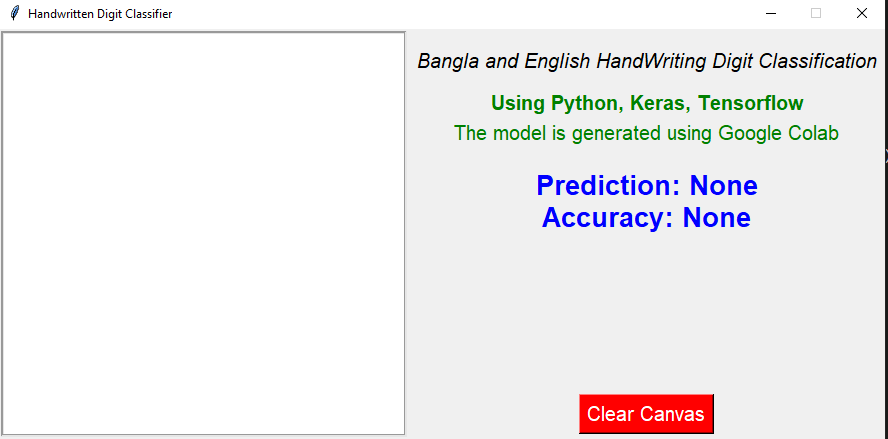 Handwritten Digit Classifier
Bangla and English HandWriting Digit Classification
Using Python, Keras, Tensorflow
The model is generated using Google Colab
Prediction: None
Accuracy: None
Clear Canvas